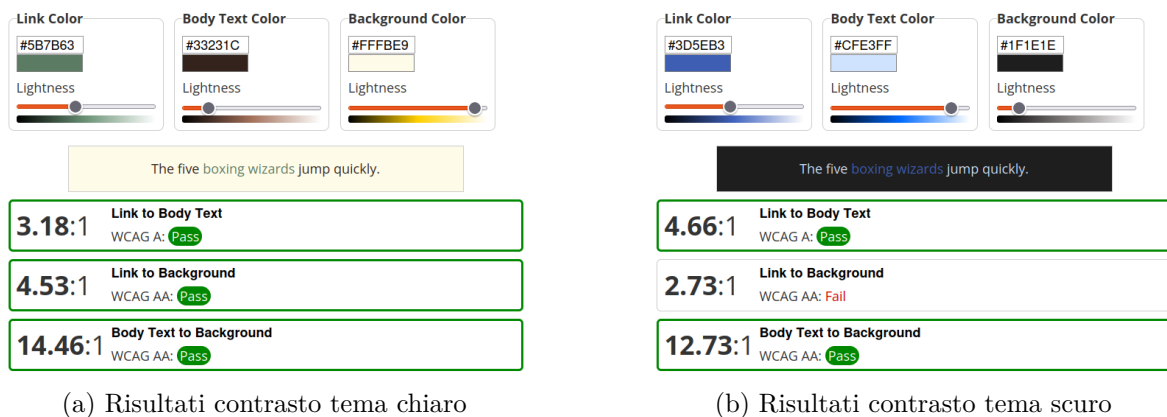 Link Color
#5B7B63
Lightness
Body Text Color
#33231C
Lightness
Background Color
#FFFBE9
Lightness
The five boxing wizards jump quickly.
3.18:1
Link to Body Text
WCAG A: Pass
4.53:1
Link to Background
WCAG AA: Pass
14.46:1
Body Text to Background
WCAG AA: Pass
(a) Risultati contrasto tema chiaro
Link Color
#3D5EB3
Lightness
Body Text Color
#CFE3FF
Lightness
Background Color
#1F1E1E
Lightness
The five boxing wizards jump quickly.
4.66:1
Link to Body Text
WCAG A: Pass
2.73:1
Link to Background
WCAG AA: Fail
12.73:1
Body Text to Background
WCAG AA: Pass
(b) Risultati contrasto tema scuro